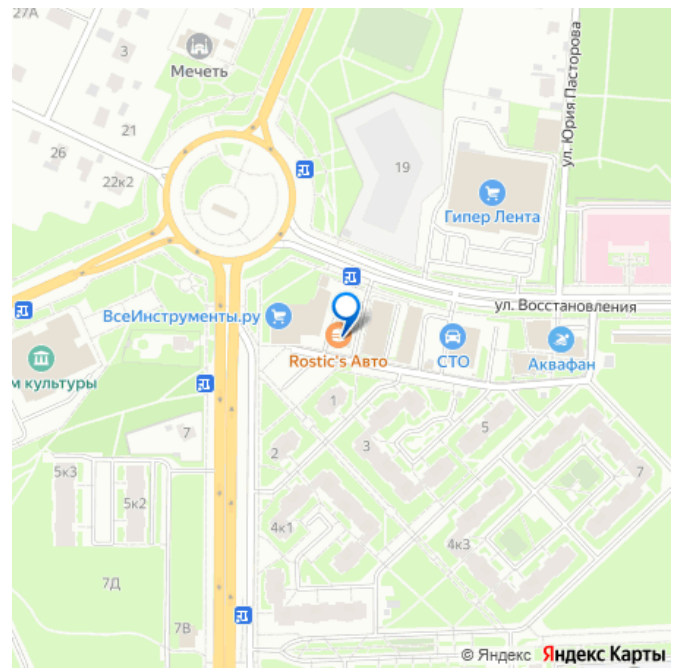 27А
3
Мечеть
21
26
22к2
19
ул. Юрия Пасторова
Гипер Лента
ул. Восстановления
ВсеИнструменты.ру
Rostic's Авто
СТО
Аквафан
м культуры
1
7
2
3
5
7
5к3
5к2
4к1
4к3
7Д
7В
© Яндекс Яндекс Карты